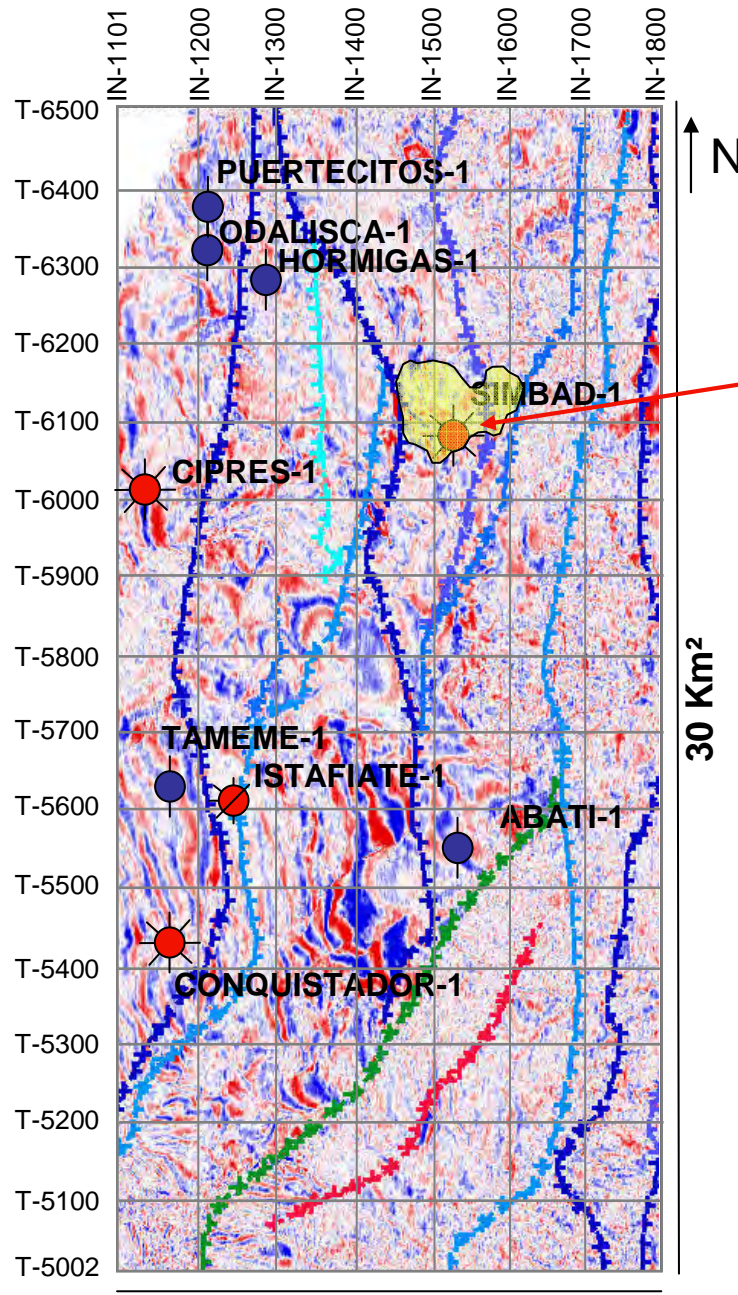 IN-1101
IN-1200
IN-1300
IN-1400
IN-1500
IN-1600
IN-1700
IN-1800
T-6500
N
PUERTECITOS-1
T-6400
ODALISCA-1
HORMIGAS-1
T-6300
T-6200
SIMBAD-1
T-6100
CIPRES-1
T-6000
T-5900
T-5800
30 Km²
T-5700
TAMEME-1
ISTAFIATE-1
T-5600
ABATI-1
T-5500
T-5400
CONQUISTADOR-1
T-5300
T-5200
T-5100
T-5002